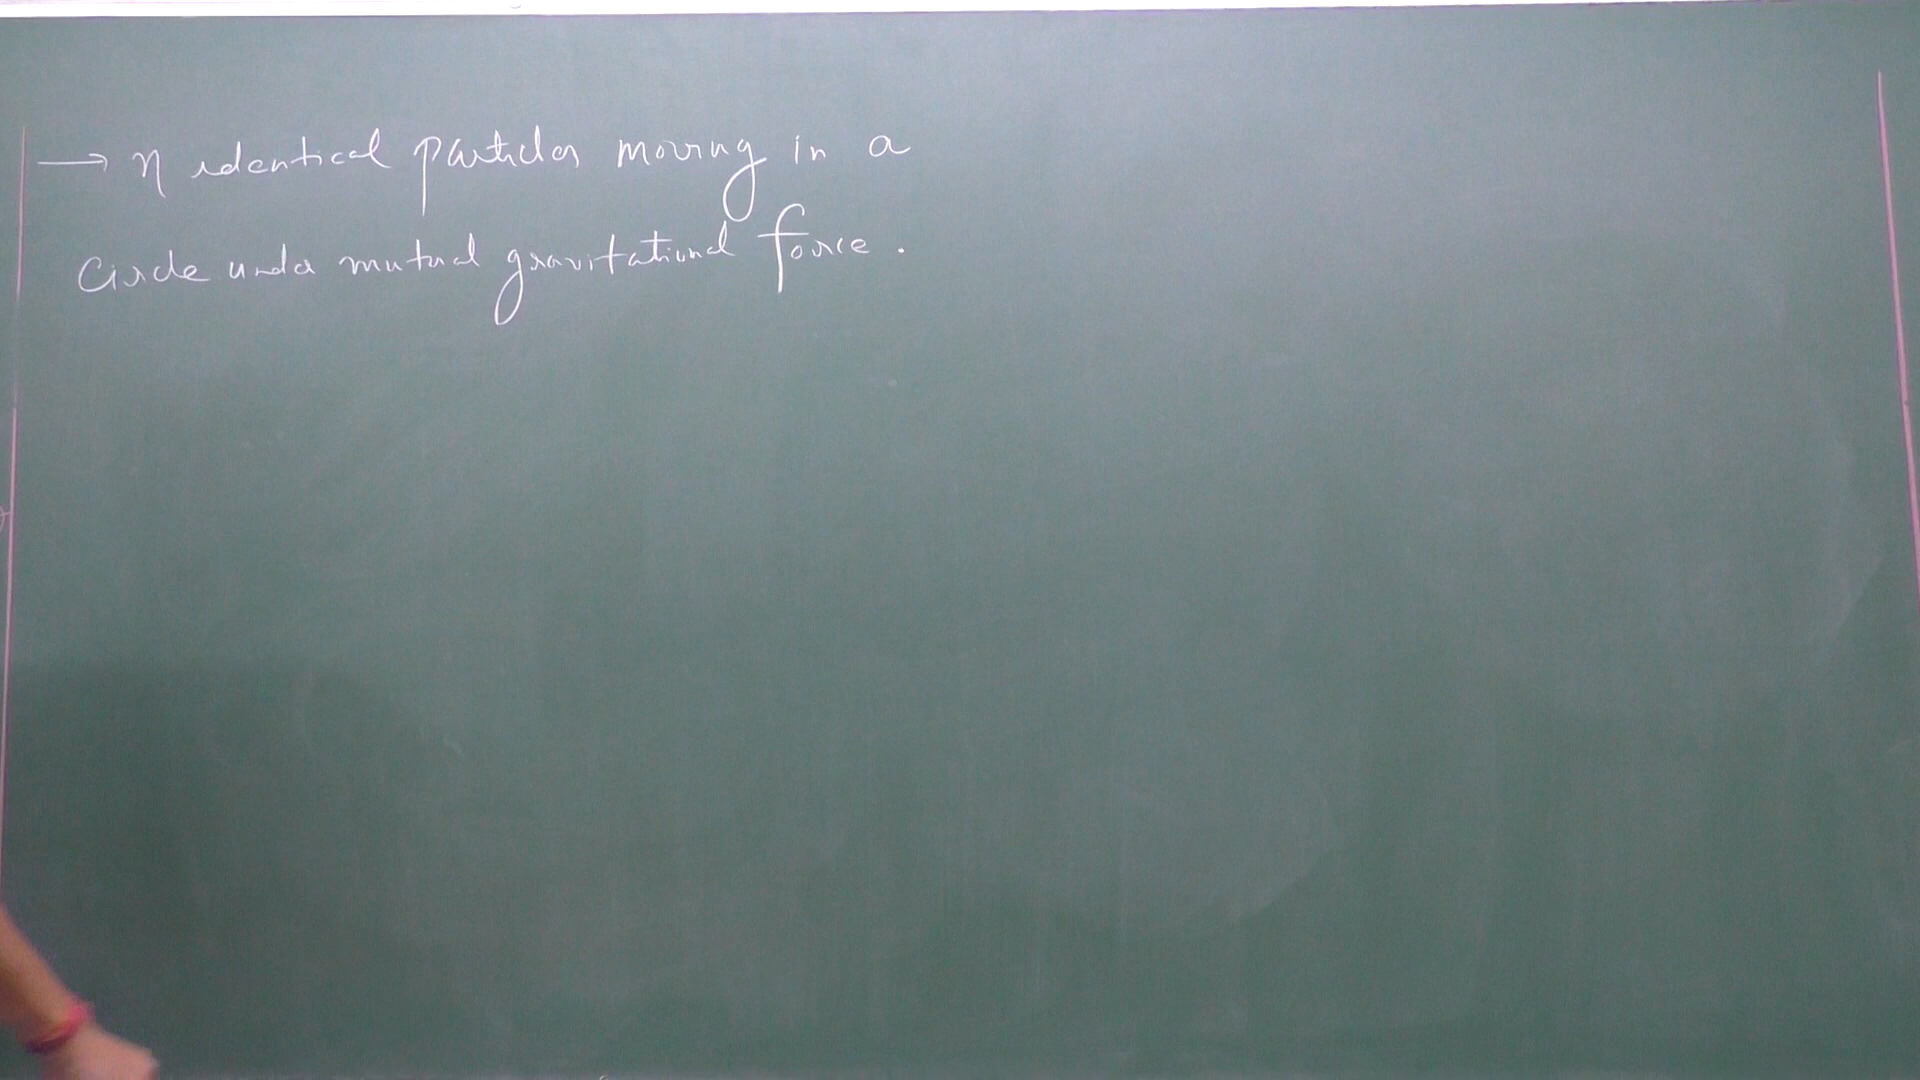 → n identical particles moving in a
Circle under mutual gravitational force.